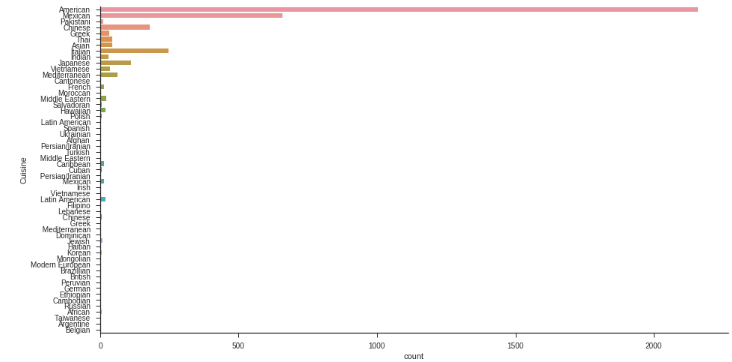 American
Mexican
Pakistani
Chinese
Greek
Thai
Asian
Italian
Indian
Japanese
Vietnamese
Mediterranean
Cantonese
French
Moroccan
Middle Eastern
Salvadoran
Hawaiian
Polish
Latin American
Spanish
Ukrainian
Afghan
Persian/Iranian
Turkish
Middle Eastern
Caribbean
Cuban
Persian/Iranian
Mexican
Irish
Vietnamese
Latin American
Filipino
Lebanese
Chinese
Greek
Mediterranean
Dominican
Jewish
Haitian
Korean
Mongolian
Modern European
Brazillian
British
Peruvian
German
Ethiopian
Cambodian
Russian
African
Taiwanese
Argentine
Belgian
Cuisine
0 500 1000 1500 2000
count